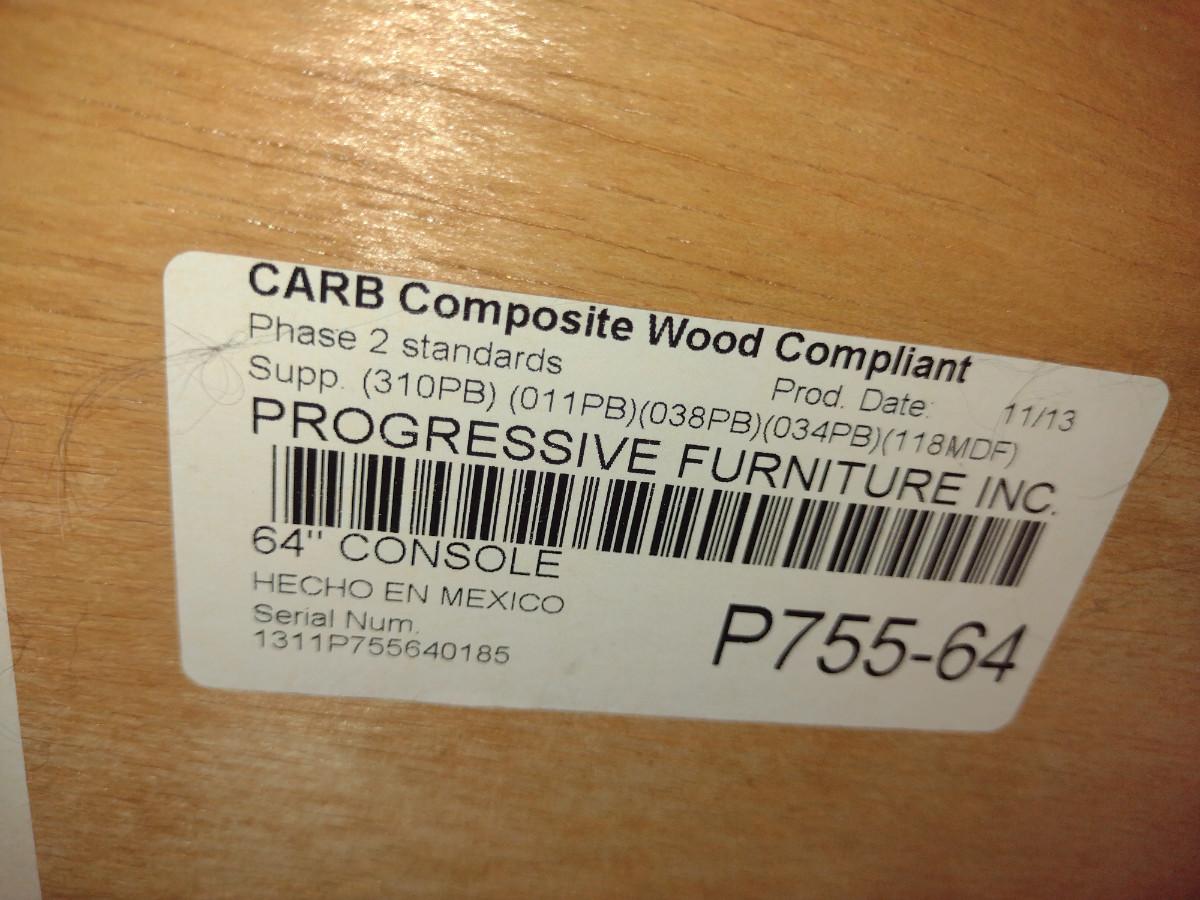 CARB Composite Wood Compliant
Phase 2 standards Prod. Date: 11/13
Supp. (310PB) (011PB)(038PB)(034PB)(118MDF)
PROGRESSIVE FURNITURE INC.
64" CONSOLE
HECHO EN MEXICO
Serial Num.
1311P755640185
P755-64